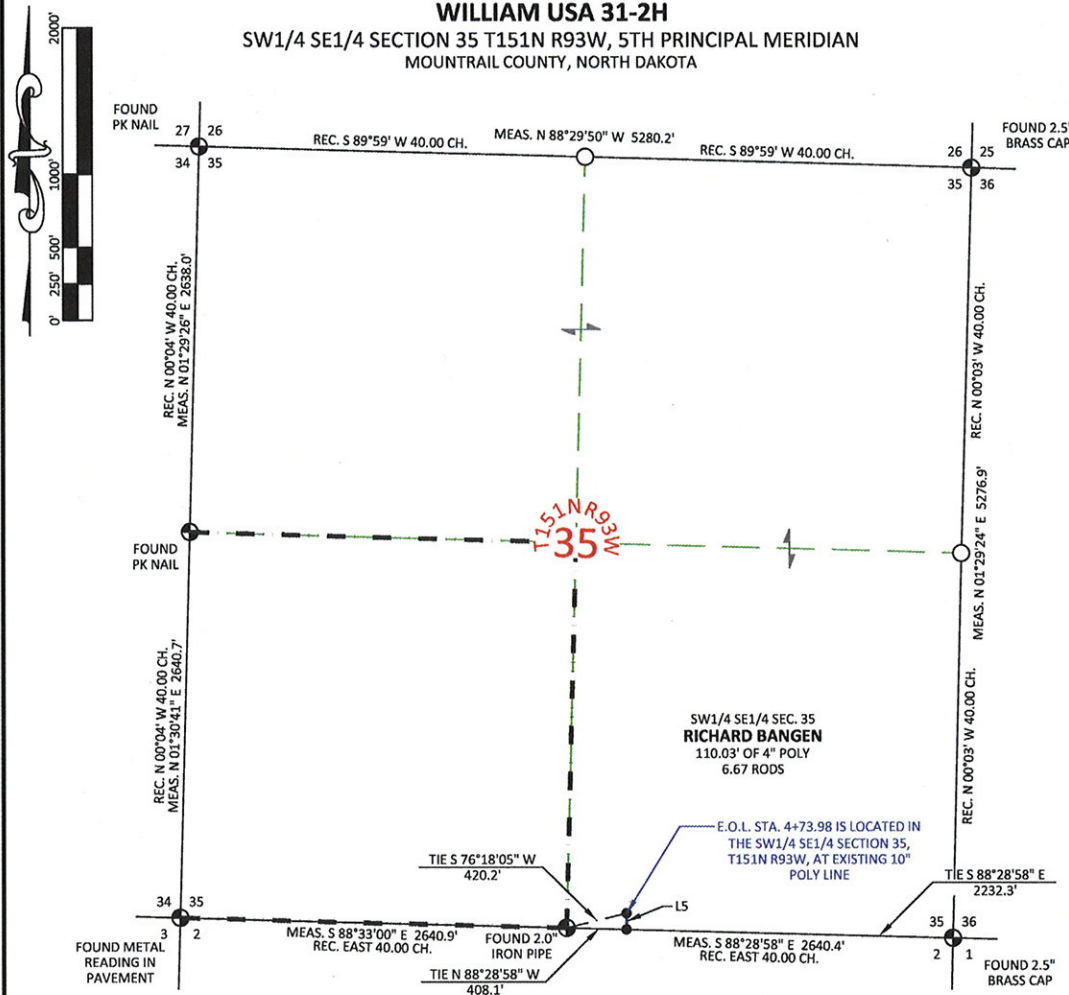 WILLIAM USA 31-2H
SW1/4 SE1/4 SECTION 35 T151N R93W, 5TH PRINCIPAL MERIDIAN
MOUNTRAIL COUNTY, NORTH DAKOTA
2000'
1000'
500'
250'
0'
FOUND
PK NAIL
27 26
34 35
REC. S 89°59' W 40.00 CH.
MEAS. N 88°29'50" W 5280.2'
REC. S 89°59' W 40.00 CH.
26 25
35 36
FOUND 2.5"
BRASS CAP
REC. N 00°04' W 40.00 CH.
MEAS. N 01°29'26" E 2638.0'
REC. N 00°03' W 40.00 CH.
T151N R93W
35
FOUND
PK NAIL
MEAS. N 01°29'24" E 5276.9'
REC. N 00°04' W 40.00 CH.
MEAS. N 01°30'41" E 2640.7'
SW1/4 SE1/4 SEC. 35
RICHARD BANGEN
110.03' OF 4" POLY
6.67 RODS
REC. N 00°03' W 40.00 CH.
E.O.L. STA. 4+73.98 IS LOCATED IN
THE SW1/4 SE1/4 SECTION 35,
T151N R93W, AT EXISTING 10"
POLY LINE
TIE S 76°18'05" W
420.2'
TIE S 88°28'58" E
2232.3'
L5
34 35
3 2
FOUND METAL
READING IN
PAVEMENT
MEAS. S 88°33'00" E 2640.9'
REC. EAST 40.00 CH.
FOUND 2.0"
IRON PIPE
MEAS. S 88°28'58" E 2640.4'
REC. EAST 40.00 CH.
35 36
2 1
FOUND 2.5"
BRASS CAP
TIE N 88°28'58" W
408.1'